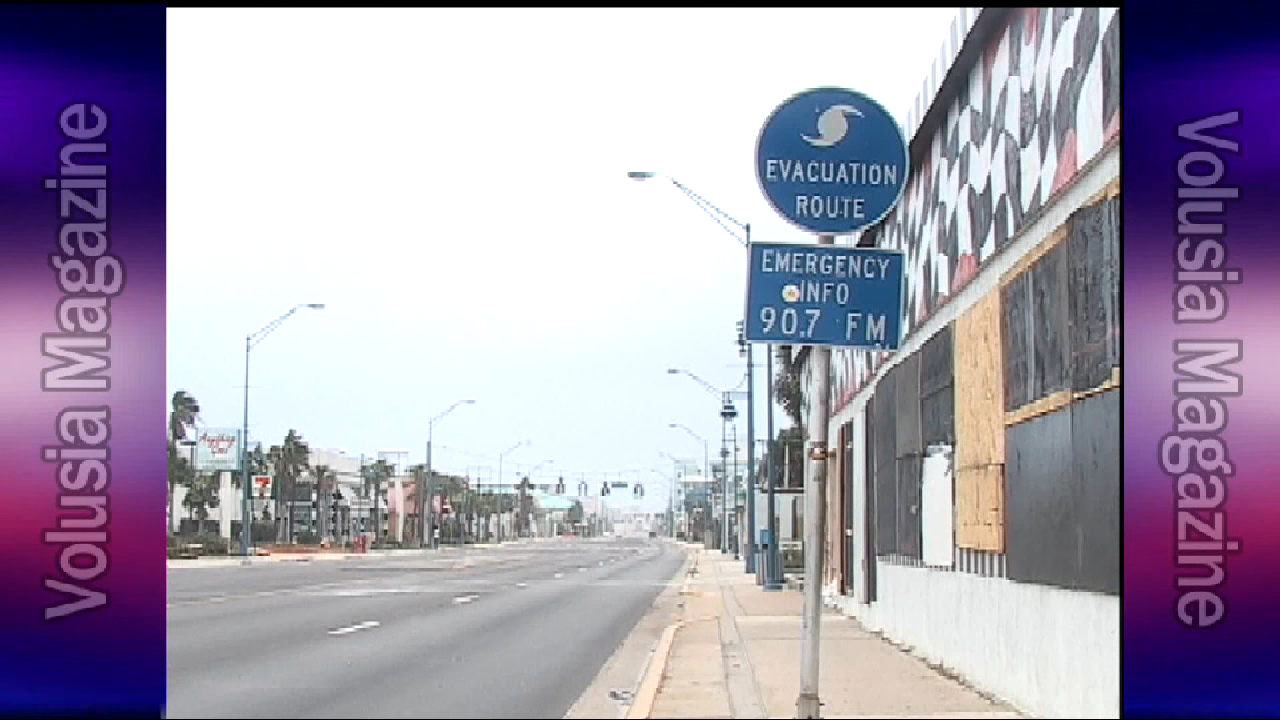 Volusia Magazine
EVACUATION
ROUTE
EMERGENCY
INFO
90.7 FM
Volusia Magazine